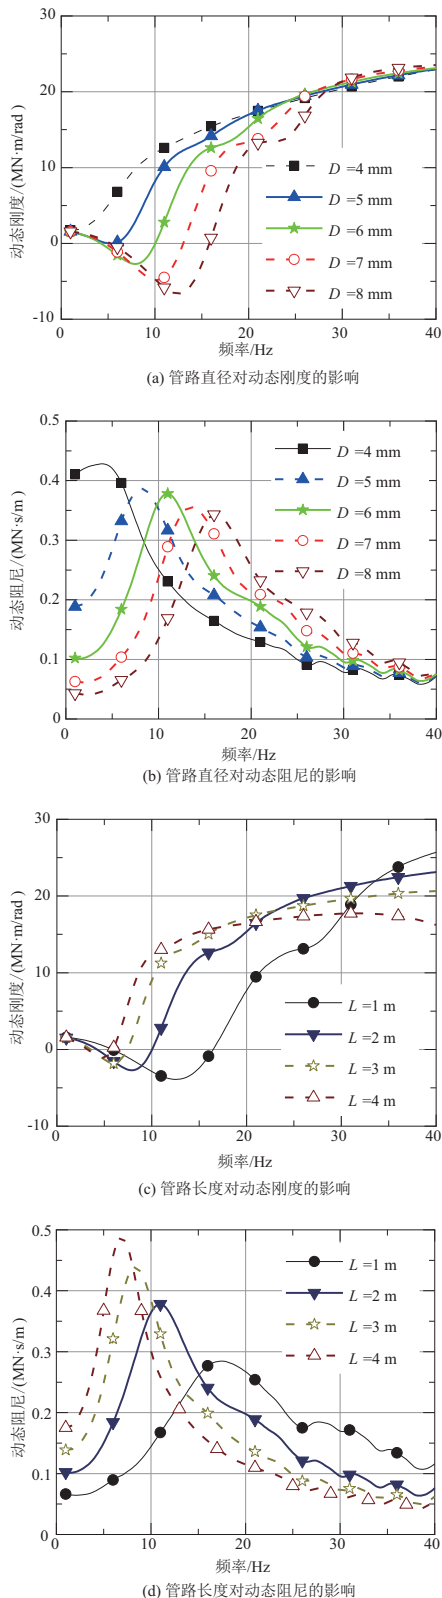 30
20
10
0
-10
动态刚度/(MN·m/rad)
D =4 mm
D =5 mm
D =6 mm
D =7 mm
D =8 mm
0 10 20 30 40
频率/Hz
(a) 管路直径对动态刚度的影响
0.5
0.4
0.3
0.2
0.1
0
动态阻尼/(MN·s/m)
D =4 mm
D =5 mm
D =6 mm
D =7 mm
D =8 mm
0 10 20 30 40
频率/Hz
(b) 管路直径对动态阻尼的影响
30
20
10
0
-10
动态刚度/(MN·m/rad)
L =1 m
L =2 m
L =3 m
L =4 m
0 10 20 30 40
频率/Hz
(c) 管路长度对动态刚度的影响
0.5
0.4
0.3
0.2
0.1
0
动态阻尼/(MN·s/m)
L =1 m
L =2 m
L =3 m
L =4 m
0 10 20 30 40
频率/Hz
(d) 管路长度对动态阻尼的影响